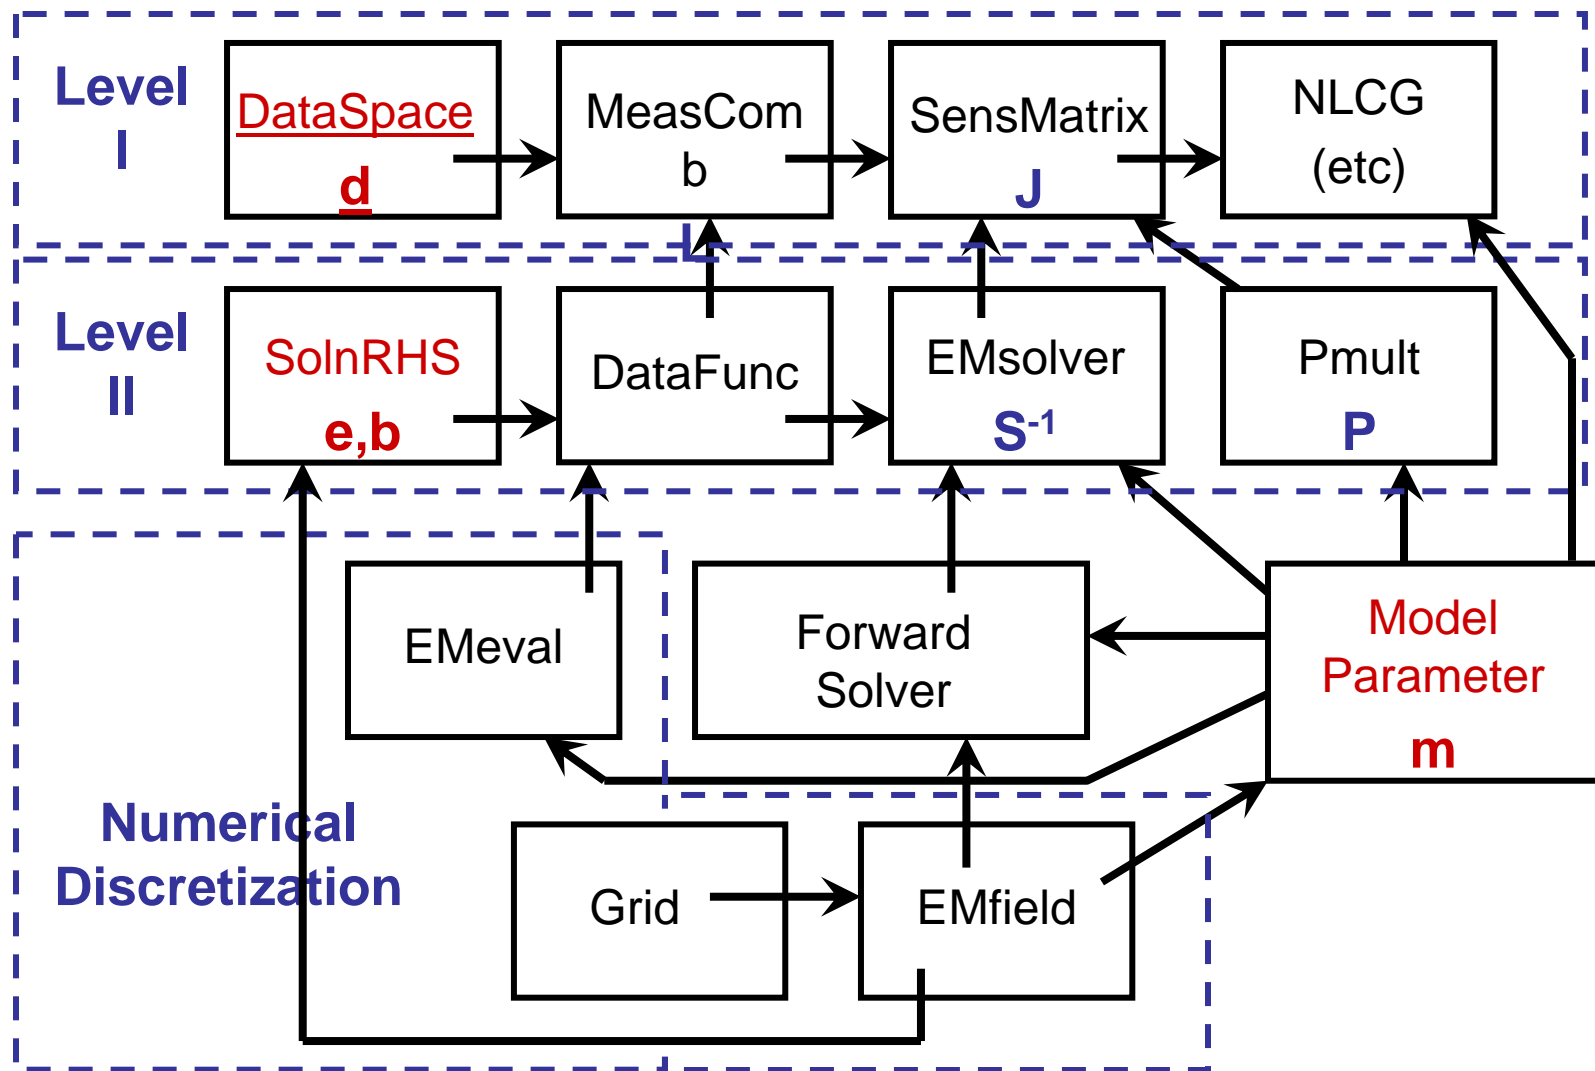 Level
I
DataSpace
d
MeasCom
b
L
SensMatrix
J
NLCG
(etc)
Level
II
SolnRHS
e,b
DataFunc
EMsolver
S-1
Pmult
P
EMeval
Forward
Solver
Model
Parameter
m
Numerical
Discretization
Grid
EMfield